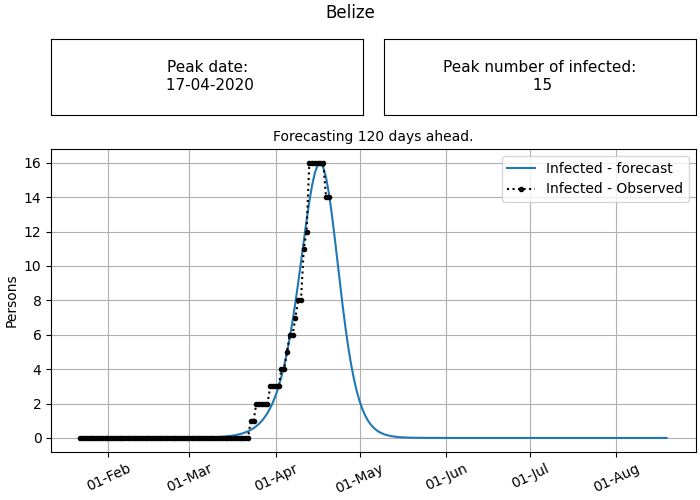 Belize
Peak date:
17-04-2020
Peak number of infected:
15
Forecasting 120 days ahead.
Infected - forecast
Infected - Observed
Persons
16
14
12
10
8
6
4
2
0
01-Feb
01-Mar
01-Apr
01-May
01-Jun
01-Jul
01-Aug